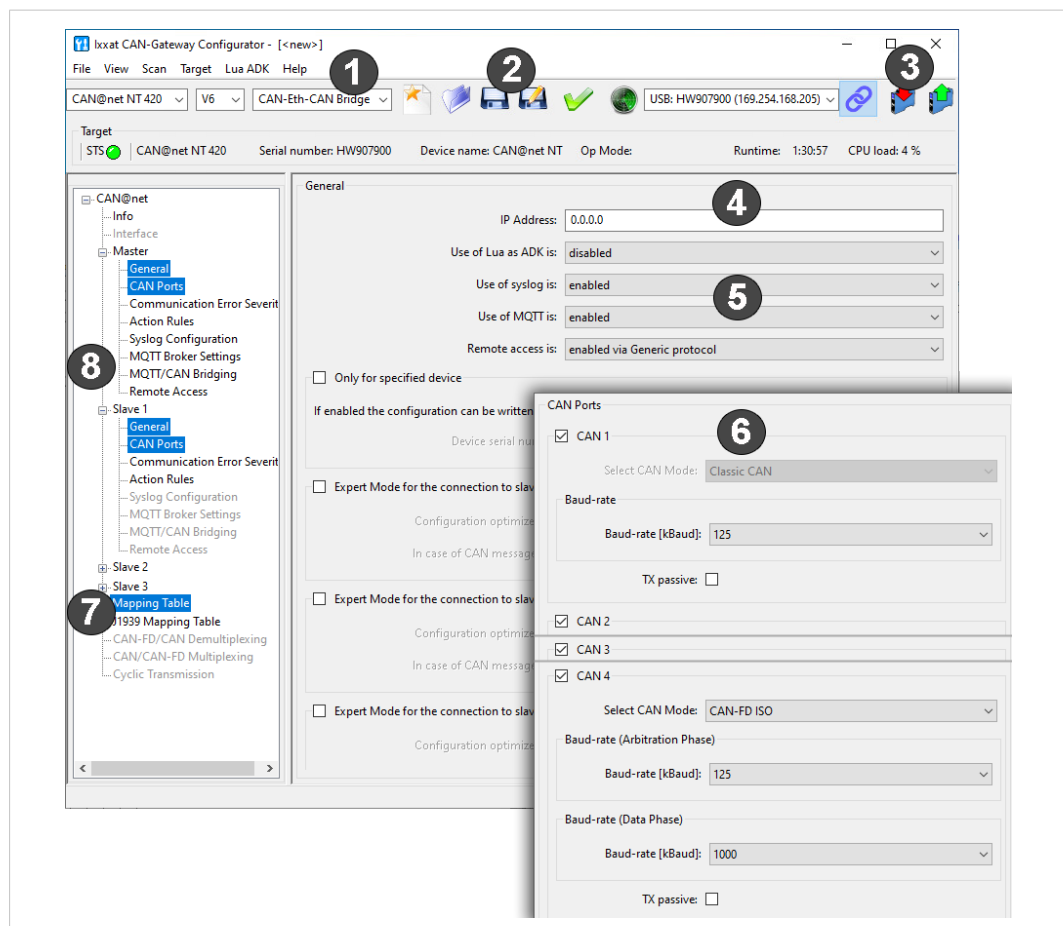 Ixxat CAN-Gateway Configurator - [<new>]
File View Scan Target Lua ADK Help
1
2
3
CAN@net NT 420 V6 CAN-Eth-CAN Bridge USB: HW907900 (169.254.168.205)
Target
STS CAN@net NT 420 Serial number: HW907900 Device name: CAN@net NT Op Mode: Runtime: 1:30:57 CPU load: 4 %
CAN@net
Info
Interface
Master
General
CAN Ports
Communication Error Severit
Action Rules
Syslog Configuration
MQTT Broker Settings
8
MQTT/CAN Bridging
Remote Access
Slave 1
General
CAN Ports
Communication Error Severit
Action Rules
Syslog Configuration
MQTT Broker Settings
MQTT/CAN Bridging
Remote Access
Slave 2
Slave 3
7
Mapping Table
J1939 Mapping Table
CAN-FD/CAN Demultiplexing
CAN/CAN-FD Multiplexing
Cyclic Transmission
General
4
IP Address: 0.0.0.0
Use of Lua as ADK is: disabled
Use of syslog is: enabled
5
Use of MQTT is: enabled
Remote access is: enabled via Generic protocol
Only for specified device
If enabled the configuration can be written
Device serial nu
Expert Mode for the connection to slav
Configuration optimize
In case of CAN message
Expert Mode for the connection to slav
Configuration optimize
In case of CAN message
Expert Mode for the connection to slav
Configuration optimize
CAN Ports
6
CAN 1
Select CAN Mode: Classic CAN
Baud-rate
Baud-rate [kBaud]: 125
TX passive:
CAN 2
CAN 3
CAN 4
Select CAN Mode: CAN-FD ISO
Baud-rate (Arbitration Phase)
Baud-rate [kBaud]: 125
Baud-rate (Data Phase)
Baud-rate [kBaud]: 1000
TX passive: